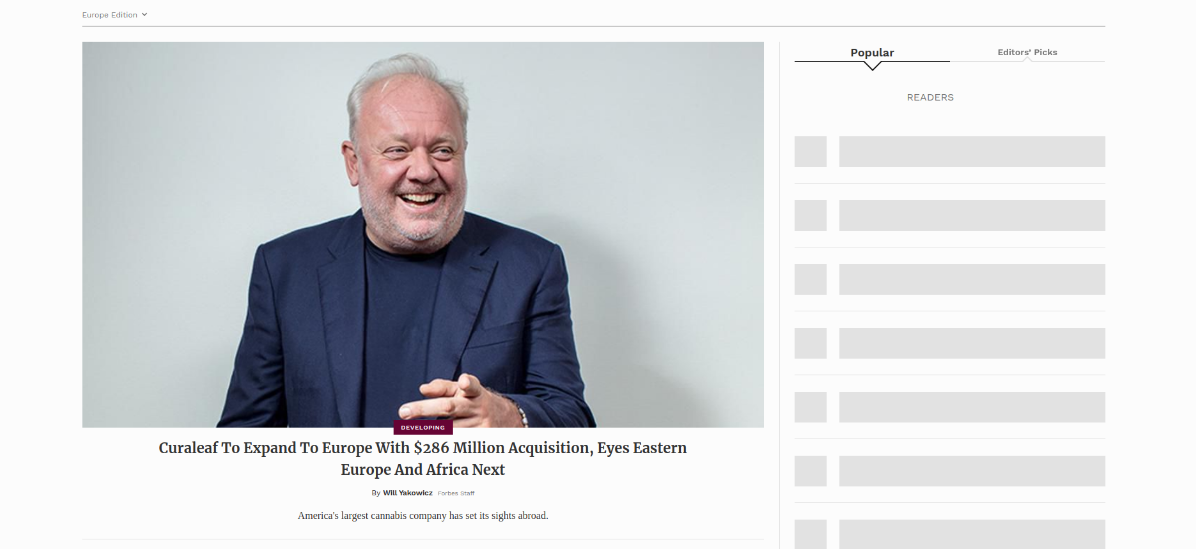 Europe Edition
Popular
Editors' Picks
READERS
DEVELOPING
Curaleaf To Expand To Europe With $286 Million Acquisition, Eyes Eastern
Europe And Africa Next
By Will Yakowicz Forbes Staff
America's largest cannabis company has set its sights abroad.